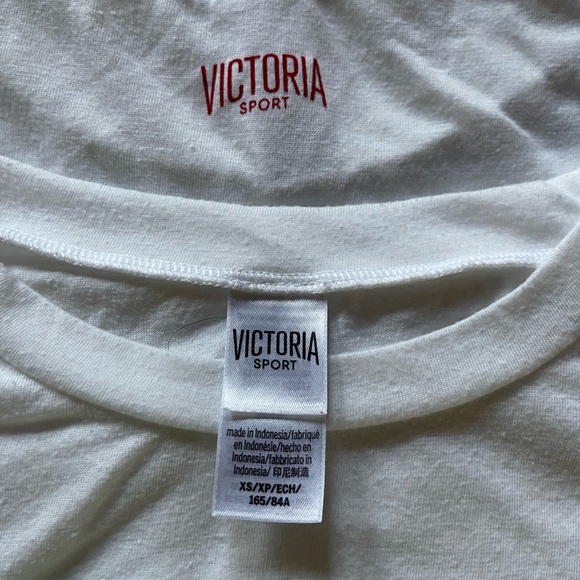 VICTORIA
SPORT
VICTORIA
SPORT
made in Indonesia/fabriqué
en Indonésie/hecho en
Indonesia/fabbricato in
Indonesia/ 印尼制造
XS/XP/ECH/
165/84A